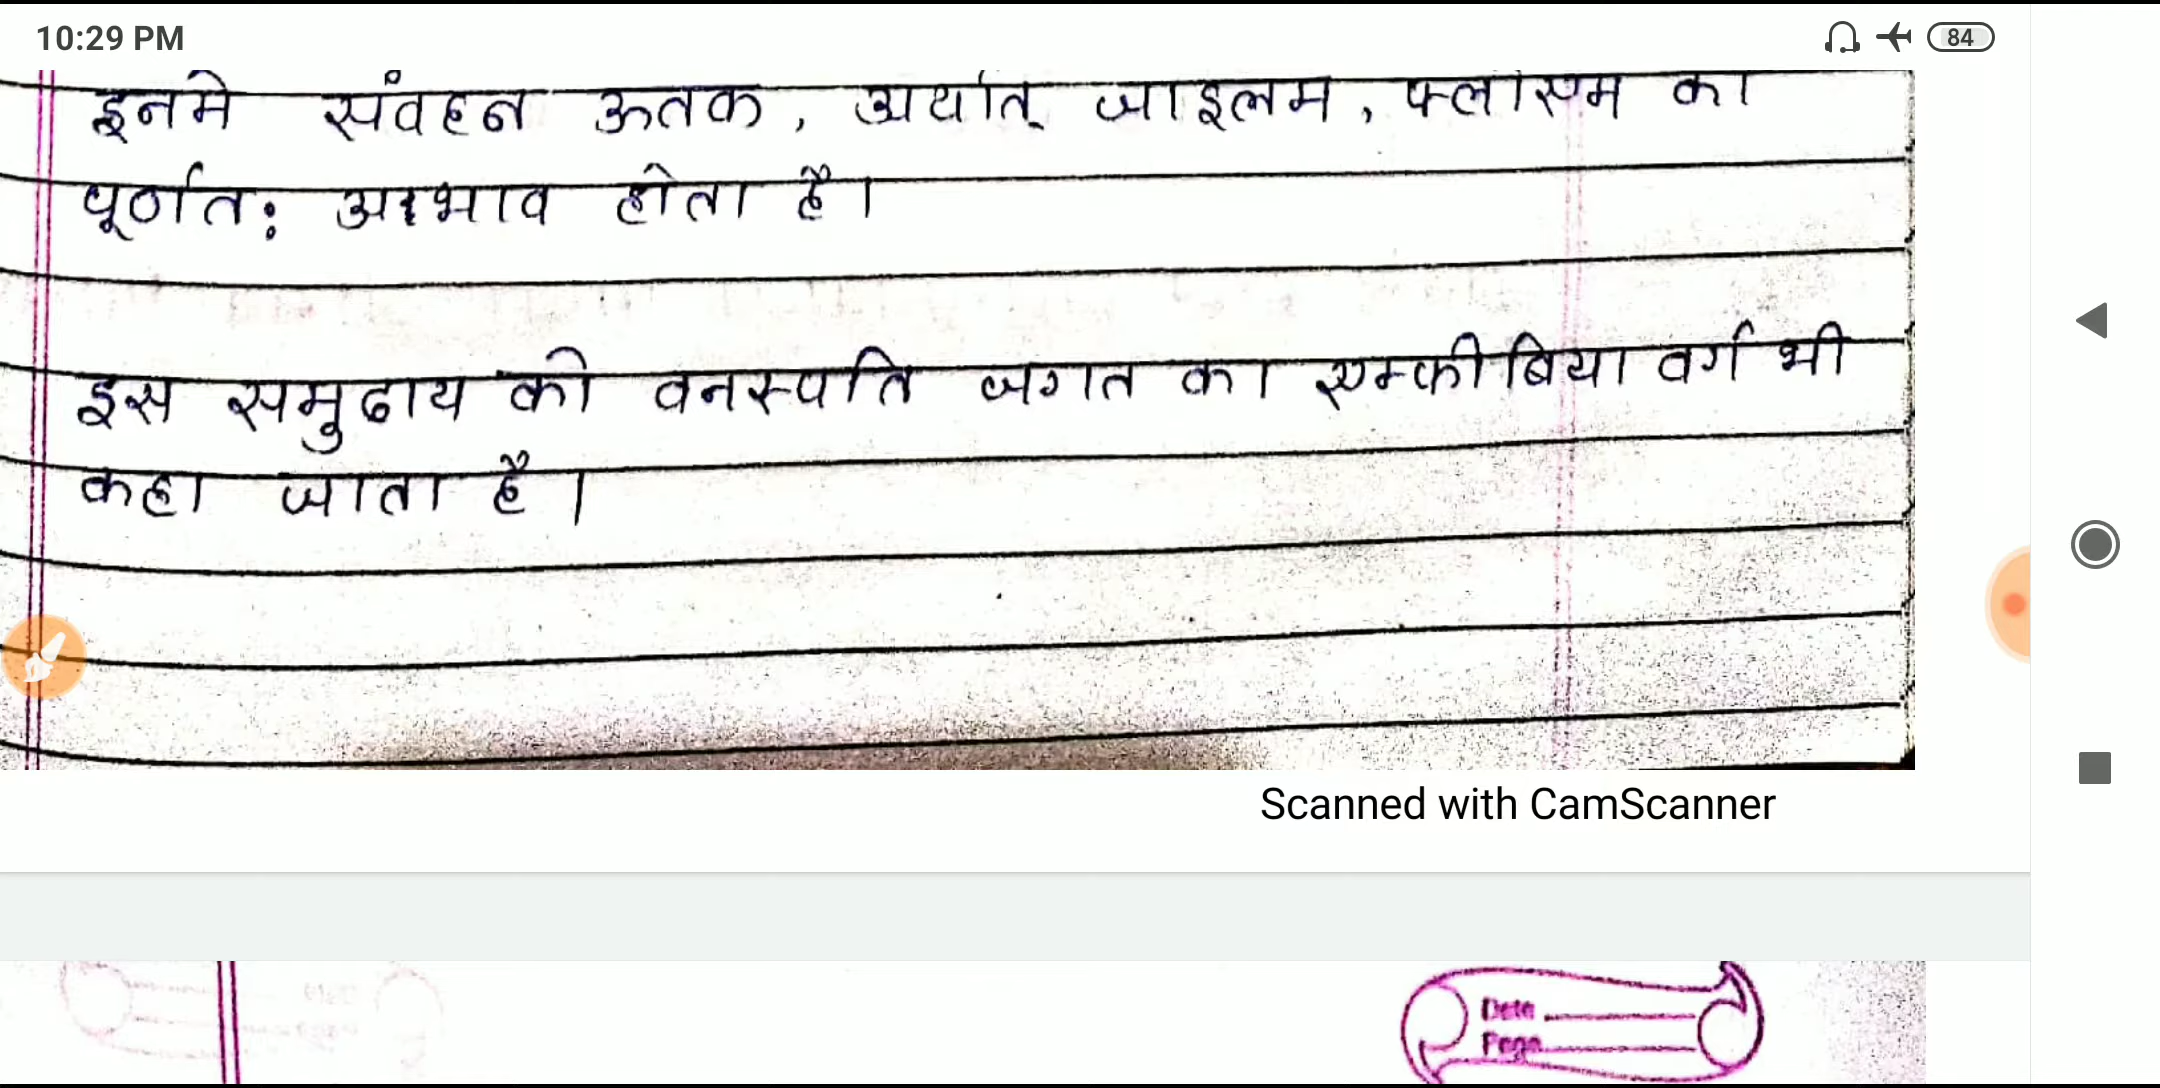 10:29 PM
84
इनमे संवहन ऊतक, अर्थात् जाइलम, फ्लोएम का
पूर्णत: अभाव होता है।
इस समुदाय को वनस्पति जगत का एम्फीबिया वर्ग भी
कहा जाता है।
Scanned with CamScanner
Date
Page